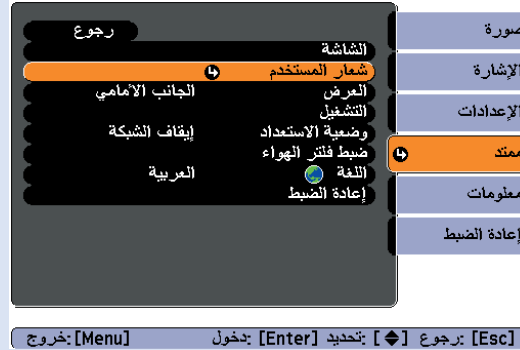 صورة
الإشارة
الإعدادات
ممتد
معلومات
إعادة الضبط
رجوع
الشاشة
شعار المستخدم
العرض الجانب الأمامي
التشغيل
وضعية الاستعداد إيقاف الشبكة
ضبط فلتر الهواء
اللغة العربية
إعادة الضبط
[Esc] :رجوع [◆] :تحديد [Enter] :دخول [Menu] :خروج